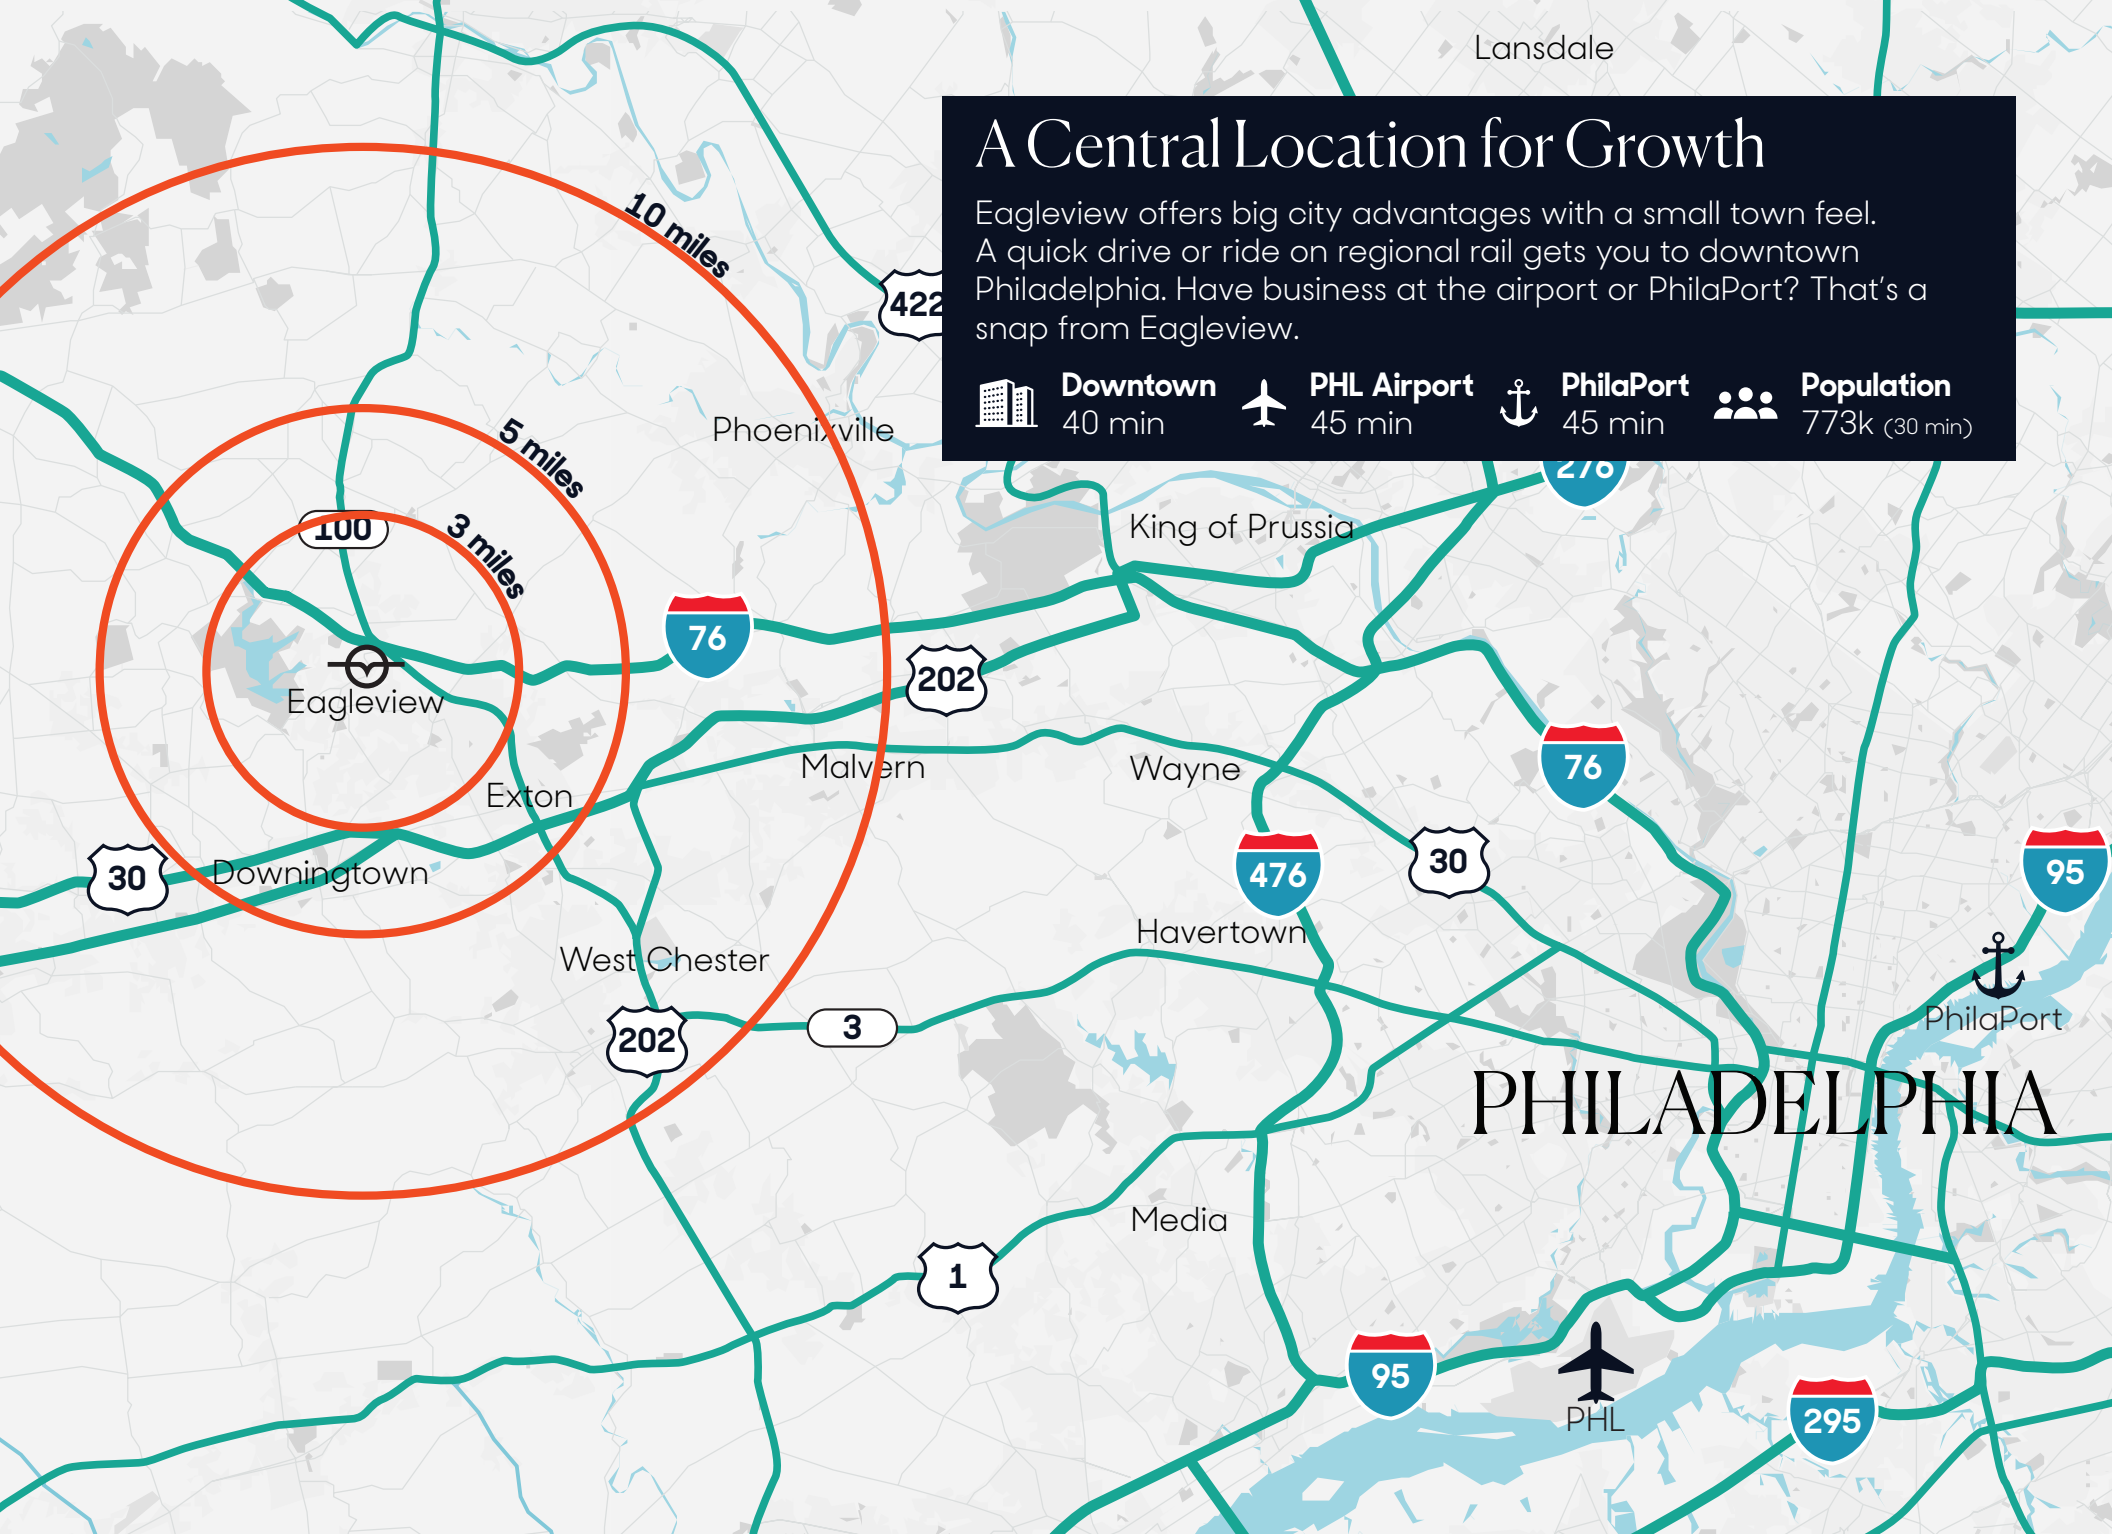 Lansdale
A Central Location for Growth
Eagleview offers big city advantages with a small town feel.
A quick drive or ride on regional rail gets you to downtown
Philadelphia. Have business at the airport or PhilaPort? That's a
snap from Eagleview.
Downtown
40 min
PHL Airport
45 min
PhilaPort
45 min
Population
773k (30 min)
10 miles
422
5 miles
Phoenixville
276
3 miles
100
King of Prussia
76
202
Eagleview
Exton
Malvern
Wayne
76
30
Downingtown
476
30
95
West Chester
Havertown
202
3
PhilaPort
PHILADELPHIA
Media
1
95
PHL
295